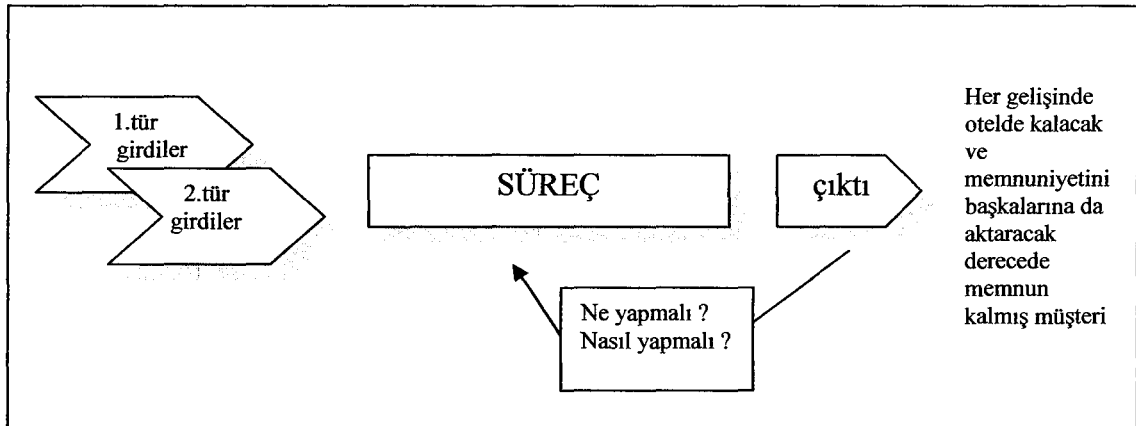 1.tür
girdiler
2.tür
girdiler
SÜREÇ
çıktı
Ne yapmalı ?
Nasıl yapmalı ?
Her gelişinde
otelde kalacak
ve
memnuniyetini
başkalarına da
aktaracak
derecede
memnun
kalmış müşteri